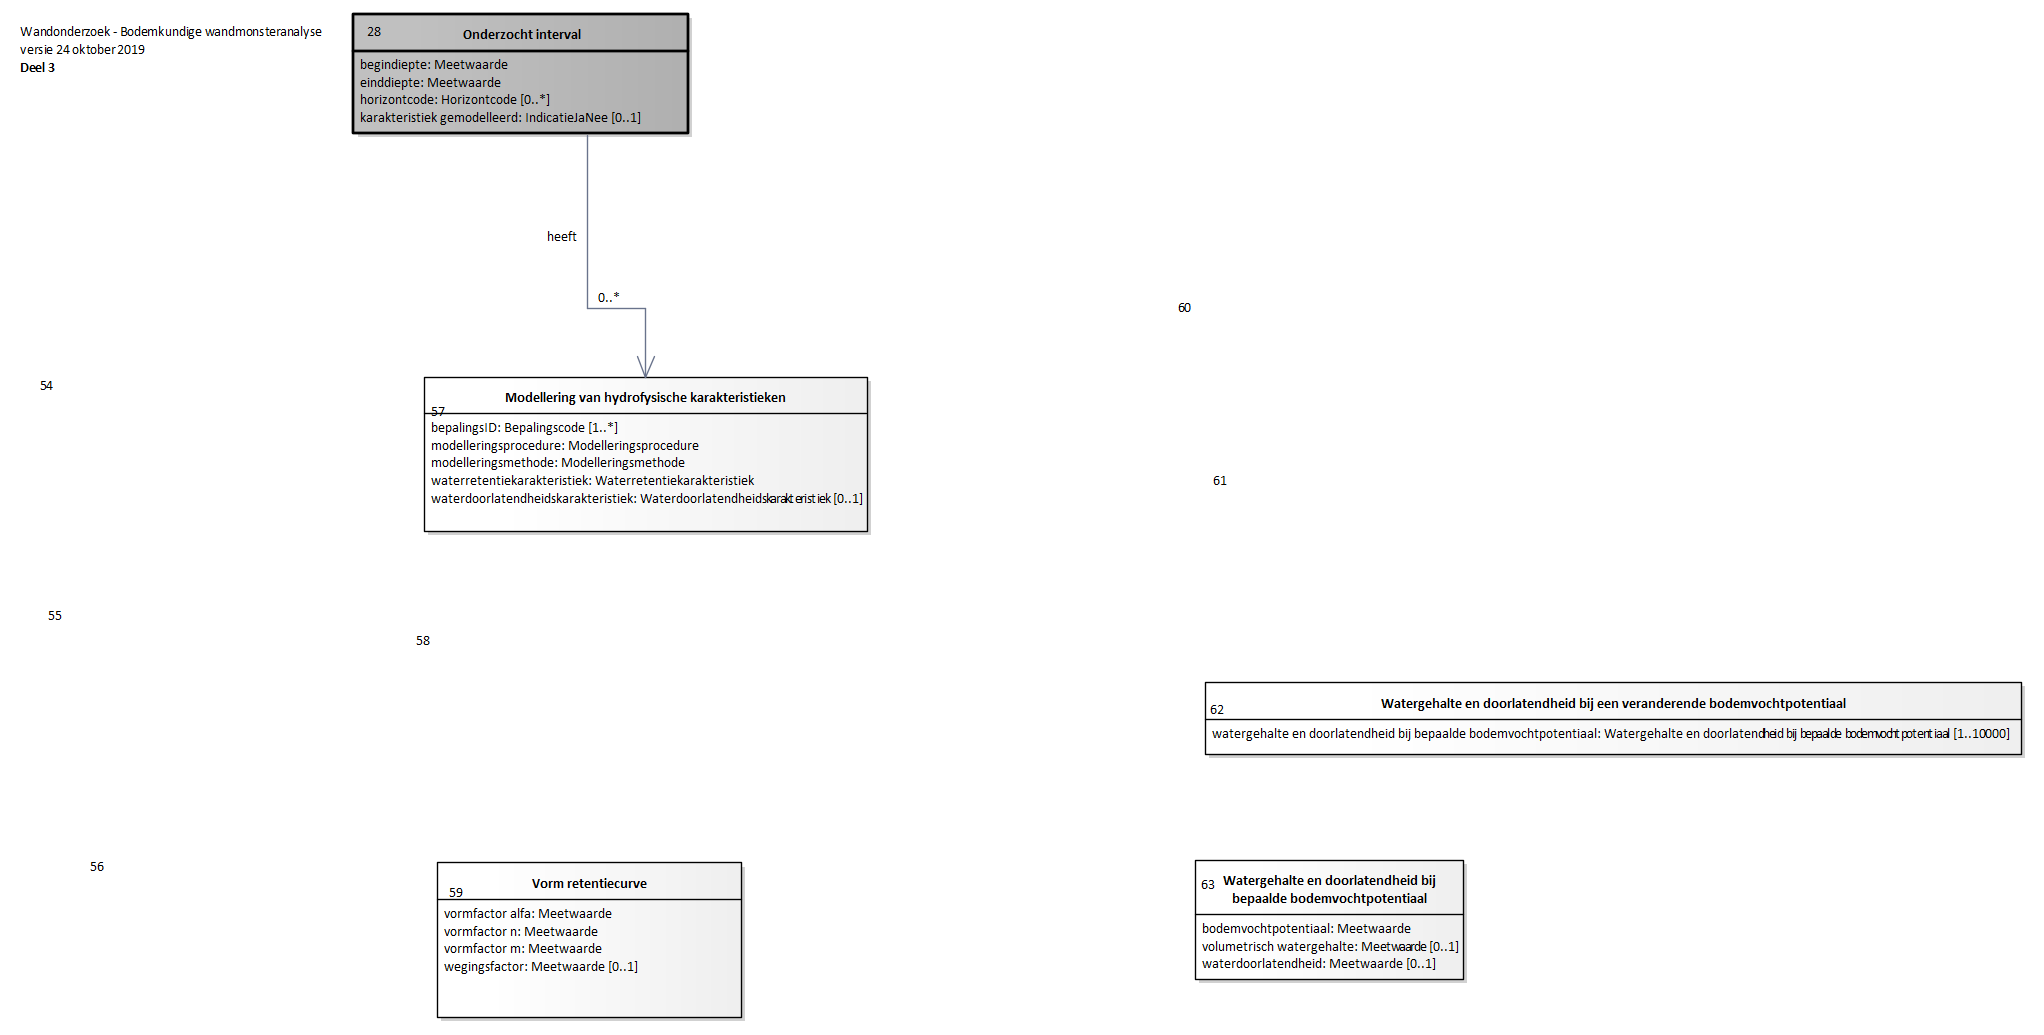 Wandonderzoek - Bodemkundige wandmonsteranalyse
versie 24 oktober 2019
Deel 3
28
Onderzocht interval
begindiepte: Meetwaarde
einddiepte: Meetwaarde
horizontcode: Horizontcode [0..*]
karakteristiek gemodelleerd: IndicatieJaNee [0..1]
heeft
0..*
60
54
Modellering van hydrofysische karakteristieken
57
bepalingsID: Bepalingscode [1..*]
modelleringsprocedure: Modelleringsprocedure
modelleringsmethode: Modelleringsmethode
waterretentiekarakteristiek: Waterretentiekarakteristiek
waterdoorlatendheidskarakteristiek: Waterdoorlatendheidskarakteristiek [0..1]
61
55
58
Watergehalte en doorlatendheid bij een veranderende bodemvochtpotentiaal
62
watergehalte en doorlatendheid bij bepaalde bodemvochtpotentiaal: Watergehalte en doorlatendheid bij bepaalde bodemvochtpotentiaal [1..10000]
56
Vorm retentiecurve
59
vormfactor alfa: Meetwaarde
vormfactor n: Meetwaarde
vormfactor m: Meetwaarde
wegingsfactor: Meetwaarde [0..1]
63
Watergehalte en doorlatendheid bij
bepaalde bodemvochtpotentiaal
bodemvochtpotentiaal: Meetwaarde
volumetrisch watergehalte: Meetwaarde [0..1]
waterdoorlatendheid: Meetwaarde [0..1]